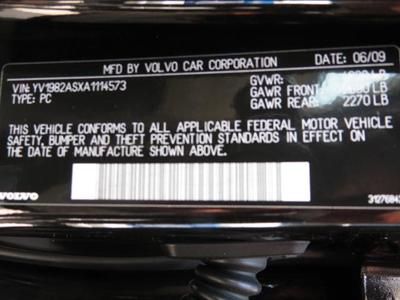 MFD BY VOLVO CAR CORPORATION DATE: 06/09
VIN: YV1982ASXA1114573 GVWR: LB
TYPE: PC GAWR FRONT: LB
GAWR REAR: 2270 LB
THIS VEHICLE CONFORMS TO ALL APPLICABLE FEDERAL MOTOR VEHICLE
SAFETY, BUMPER AND THEFT PREVENTION STANDARDS IN EFFECT ON
THE DATE OF MANUFACTURE SHOWN ABOVE.
VOLVO